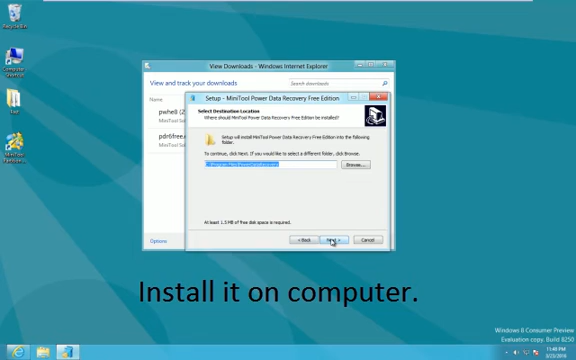 Recycle Bin
View Downloads - Windows Internet Explorer
View and track your downloads
Search downloads
Name
Setup - MiniTool Power Data Recovery Free Edition
Select Destination Location
Where should MiniTool Power Data Recovery Free Edition be installed?
Setup will install MiniTool Power Data Recovery Free Edition into the following
folder.
To continue, click Next. If you would like to select a different folder, click Browse.
Browse...
At least 1.5 MB of free disk space is required.
< Back
Next >
Cancel
Options
MiniTool
Install it on computer.
Windows 8 Consumer Preview
Evaluation copy. Build 8250
11:48 PM